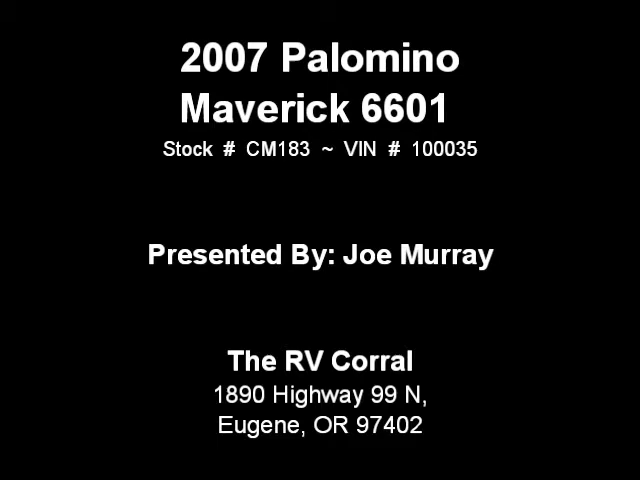 2007 Palomino
Maverick 6601
Stock # CM183 ~ VIN # 100035
Presented By: Joe Murray
The RV Corral
1890 Highway 99 N,
Eugene, OR 97402